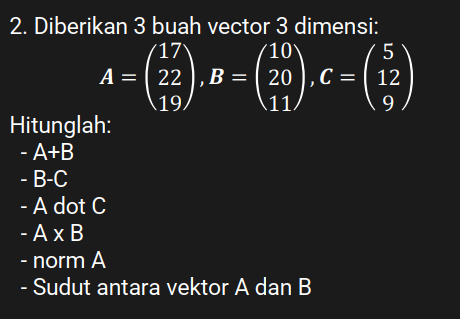 2. Diberikan 3 buah vector 3 dimensi:
A = (17 22 19), B = (10 20 11), C = (5 12 9)
Hitunglah:
- A+B
- B-C
- A dot C
- A x B
- norm A
- Sudut antara vektor A dan B